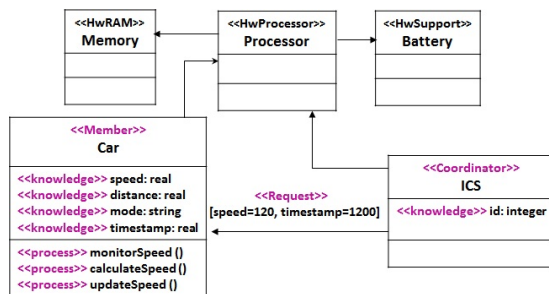 <<HwRAM>>
Memory
<<HwProcessor>>
Processor
<<HwSupport>>
Battery
<<Member>>
Car
<<knowledge>> speed: real
<<knowledge>> distance: real
<<knowledge>> mode: string
<<knowledge>> timestamp: real
<<process>> monitorSpeed ()
<<process>> calculateSpeed ()
<<process>> updateSpeed ()
<<Request>>
[speed=120, timestamp=1200]
<<Coordinator>>
ICS
<<knowledge>> id: integer